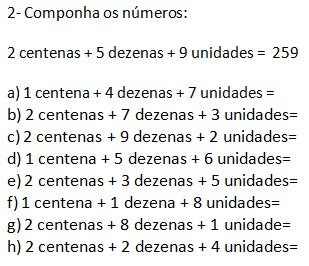 2- Componha os números:
2 centenas + 5 dezenas + 9 unidades = 259
a) 1 centena + 4 dezenas + 7 unidades =
b) 2 centenas + 7 dezenas + 3 unidades=
c) 2 centenas + 9 dezenas + 2 unidades=
d) 1 centena + 5 dezenas + 6 unidades=
e) 2 centenas + 3 dezenas + 5 unidades=
f) 1 centena + 1 dezena + 8 unidades=
g) 2 centenas + 8 dezenas + 1 unidade=
h) 2 centenas + 2 dezenas + 4 unidades=